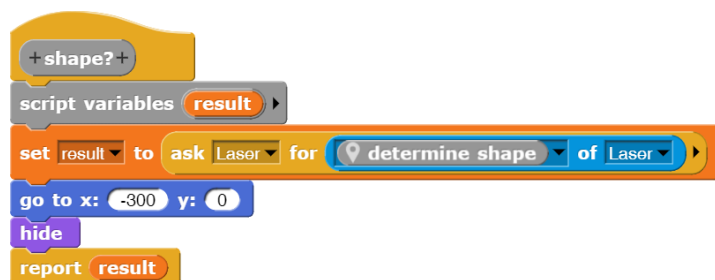 +shape?+
script variables result
set result to ask Laser for determine shape of Laser
go to x: -300 y: 0
hide
report result